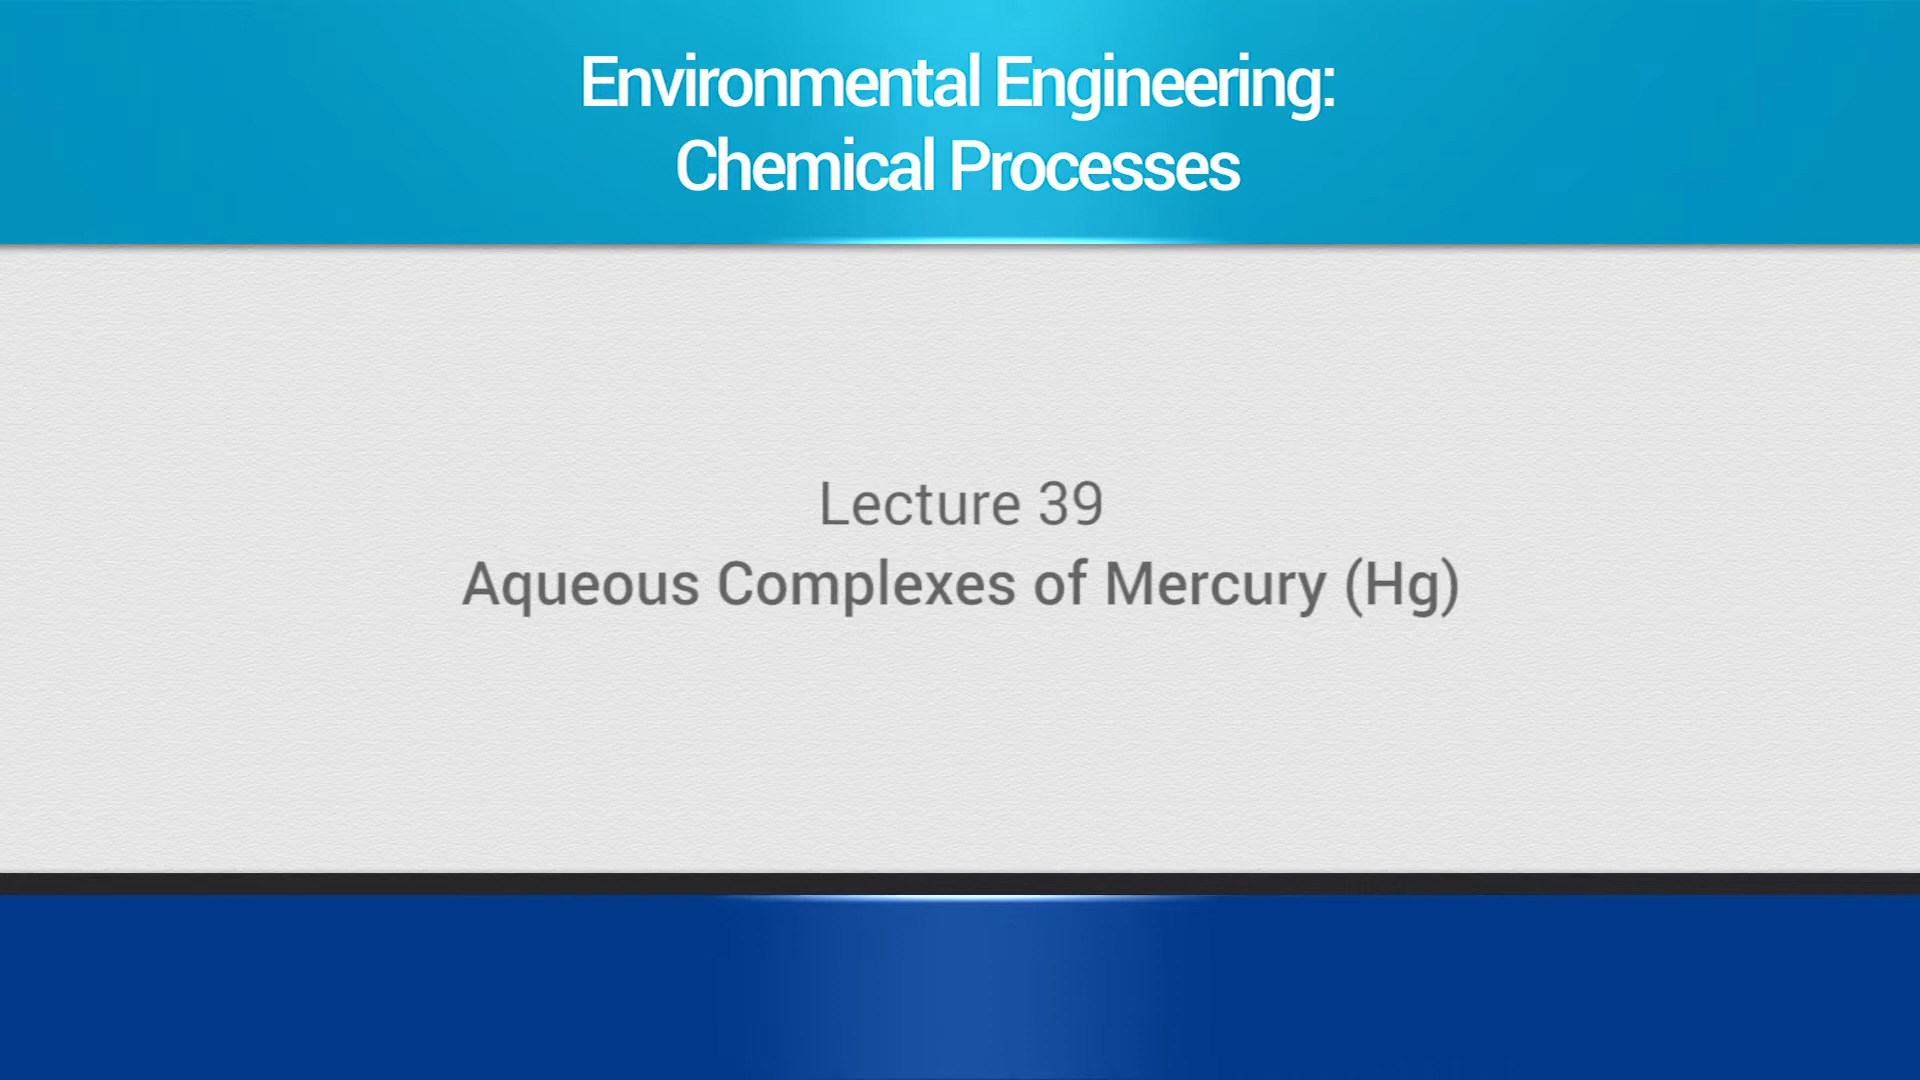 Environmental Engineering:
Chemical Processes
Lecture 39
Aqueous Complexes of Mercury (Hg)